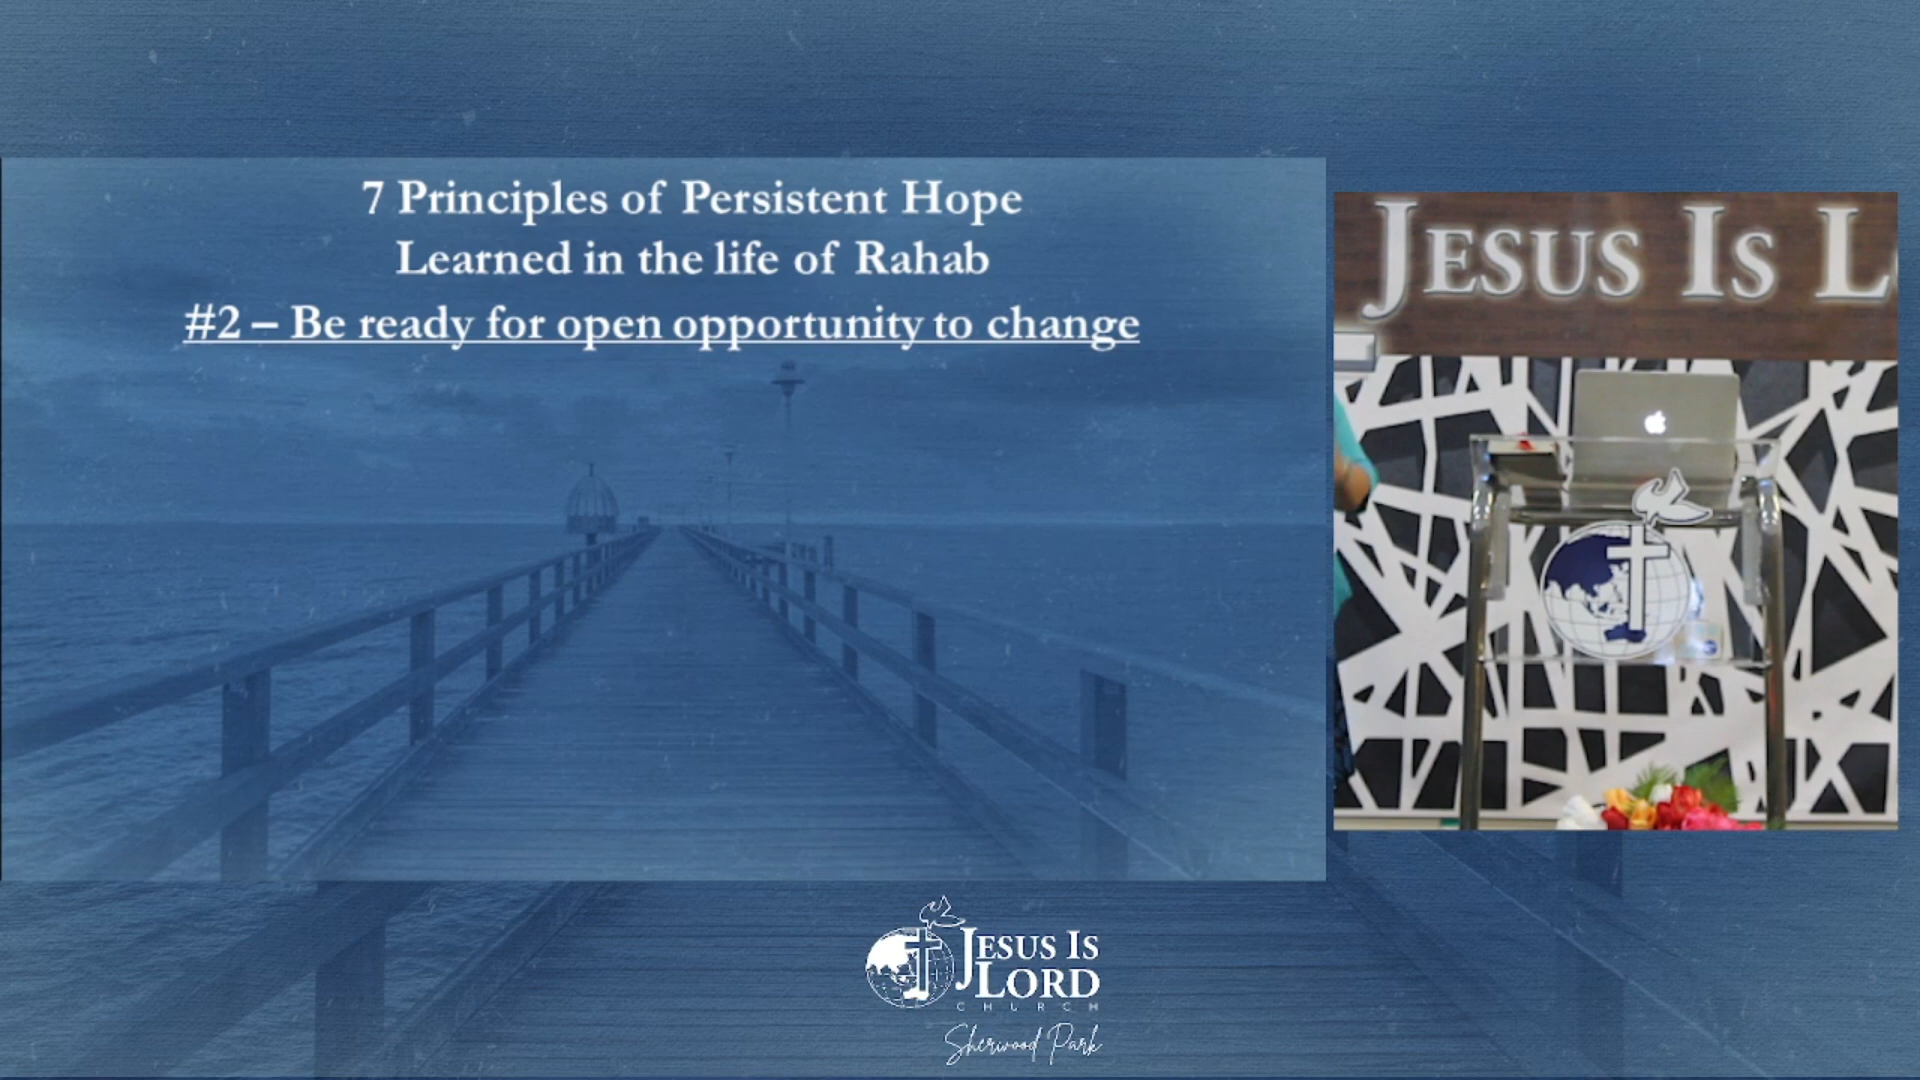 7 Principles of Persistent Hope
Learned in the life of Rahab
#2 – Be ready for open opportunity to change
JESUS IS L
JESUS IS
LORD
CHURCH
Sherwood Park